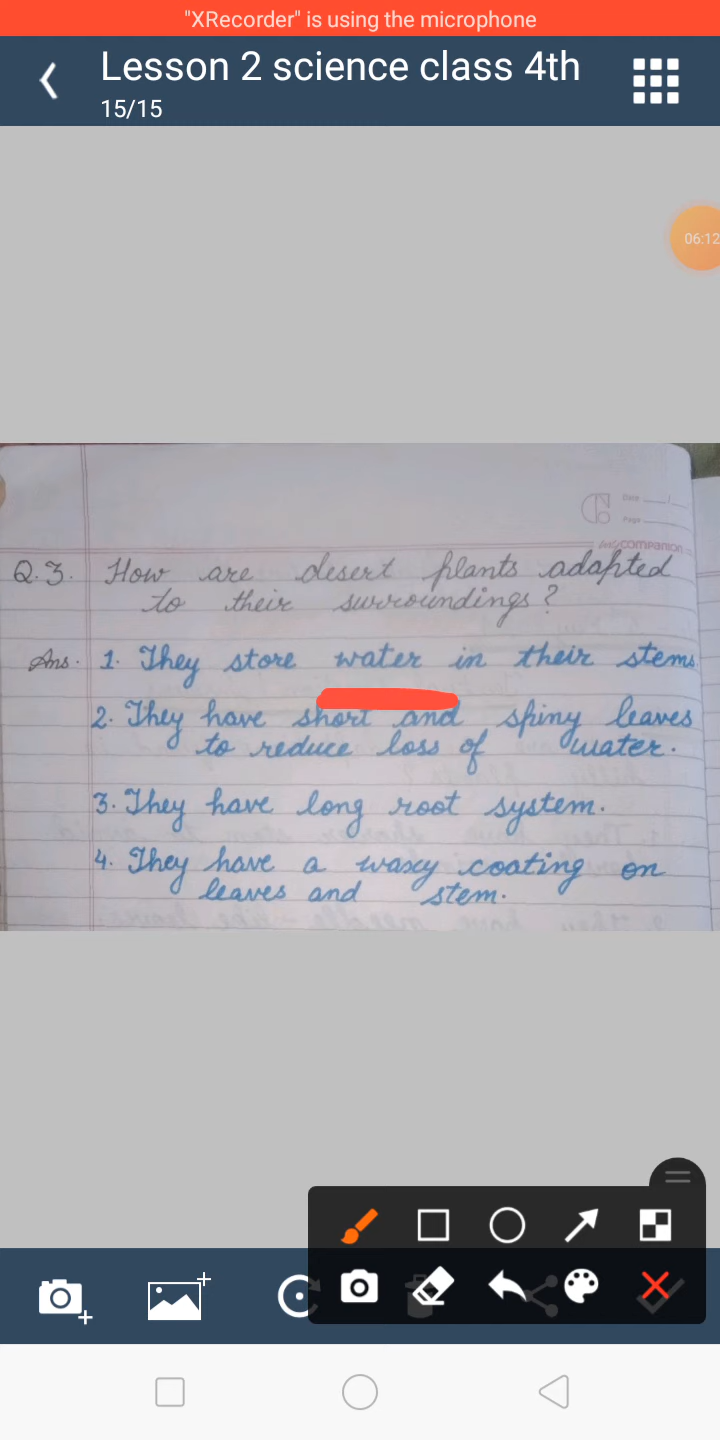 "XRecorder" is using the microphone
Lesson 2 science class 4th
15/15
06:12
Date
Page
Q.3. How are desert plants adapted
to their surroundings?
Ans. 1. They store water in their stems
2. They have short and spiny leaves
to reduce loss of water.
3. They have long root system.
4. They have a waxy coating on
leaves and stem.